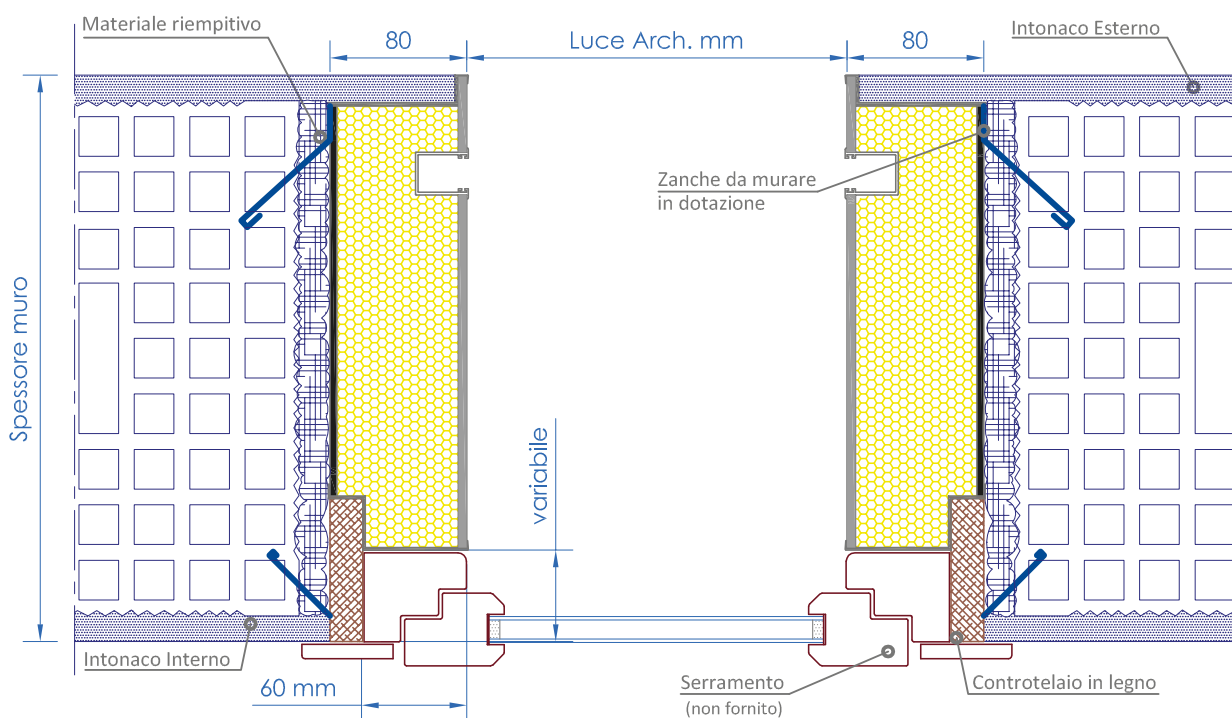 Materiale riempitivo
80
Luce Arch. mm
80
Intonaco Esterno
Zanche da murare
in dotazione
Spessore muro
variabile
Intonaco Interno
60 mm
Serramento
(non fornito)
Controtelaio in legno